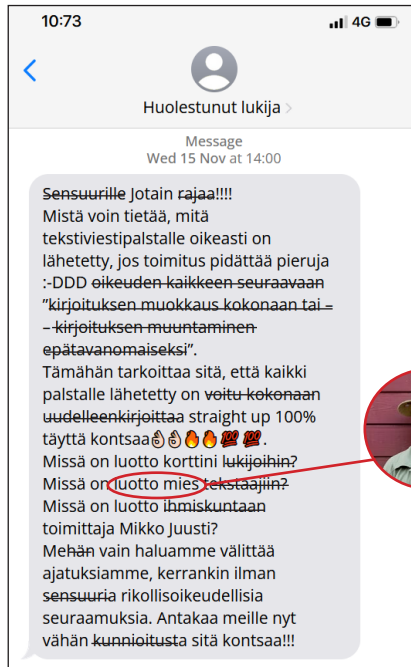 10:73
4G
Huolestunut lukija
Message
Wed 15 Nov at 14:00
Sensuurille Jotain rajaa!!!!
Mistä voin tietää, mitä
tekstiviestipalstalle oikeasti on
lähetetty, jos toimitus pidättää pieruja
:-DDD oikeuden kaikkeen seuraavaan
"kirjoituksen muokkaus kokonaan tai –
– kirjoituksen muuntaminen
epätavanomaiseksi".
Tämähän tarkoittaa sitä, että kaikki
palstalle lähetetty on voitu kokonaan
uudelleenkirjoittaa straight up 100%
täyttä kontsaa👌🏻👌🏻🔥🔥💯💯.
Missä on luotto korttini lukijoihin?
Missä on luotto mies tekstaajiin?
Missä on luotto ihmiskuntaan
toimittaja Mikko Juusti?
Mehän vain haluamme välittää
ajatuksiamme, kerrankin ilman
sensuuria rikollisoikeudellisia
seuraamuksia. Antakaa meille nyt
vähän kunnioitusta sitä kontsaa!!!